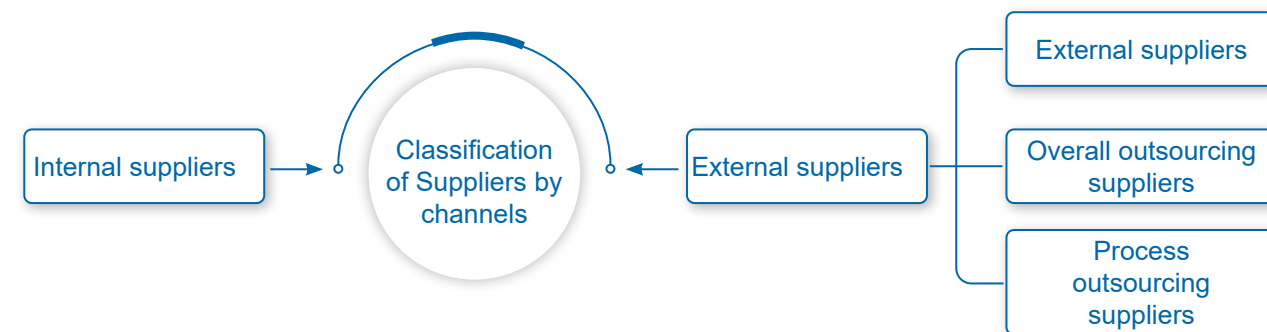 Internal suppliers
Classification
of Suppliers by
channels
External suppliers
External suppliers
Overall outsourcing
suppliers
Process
outsourcing
suppliers